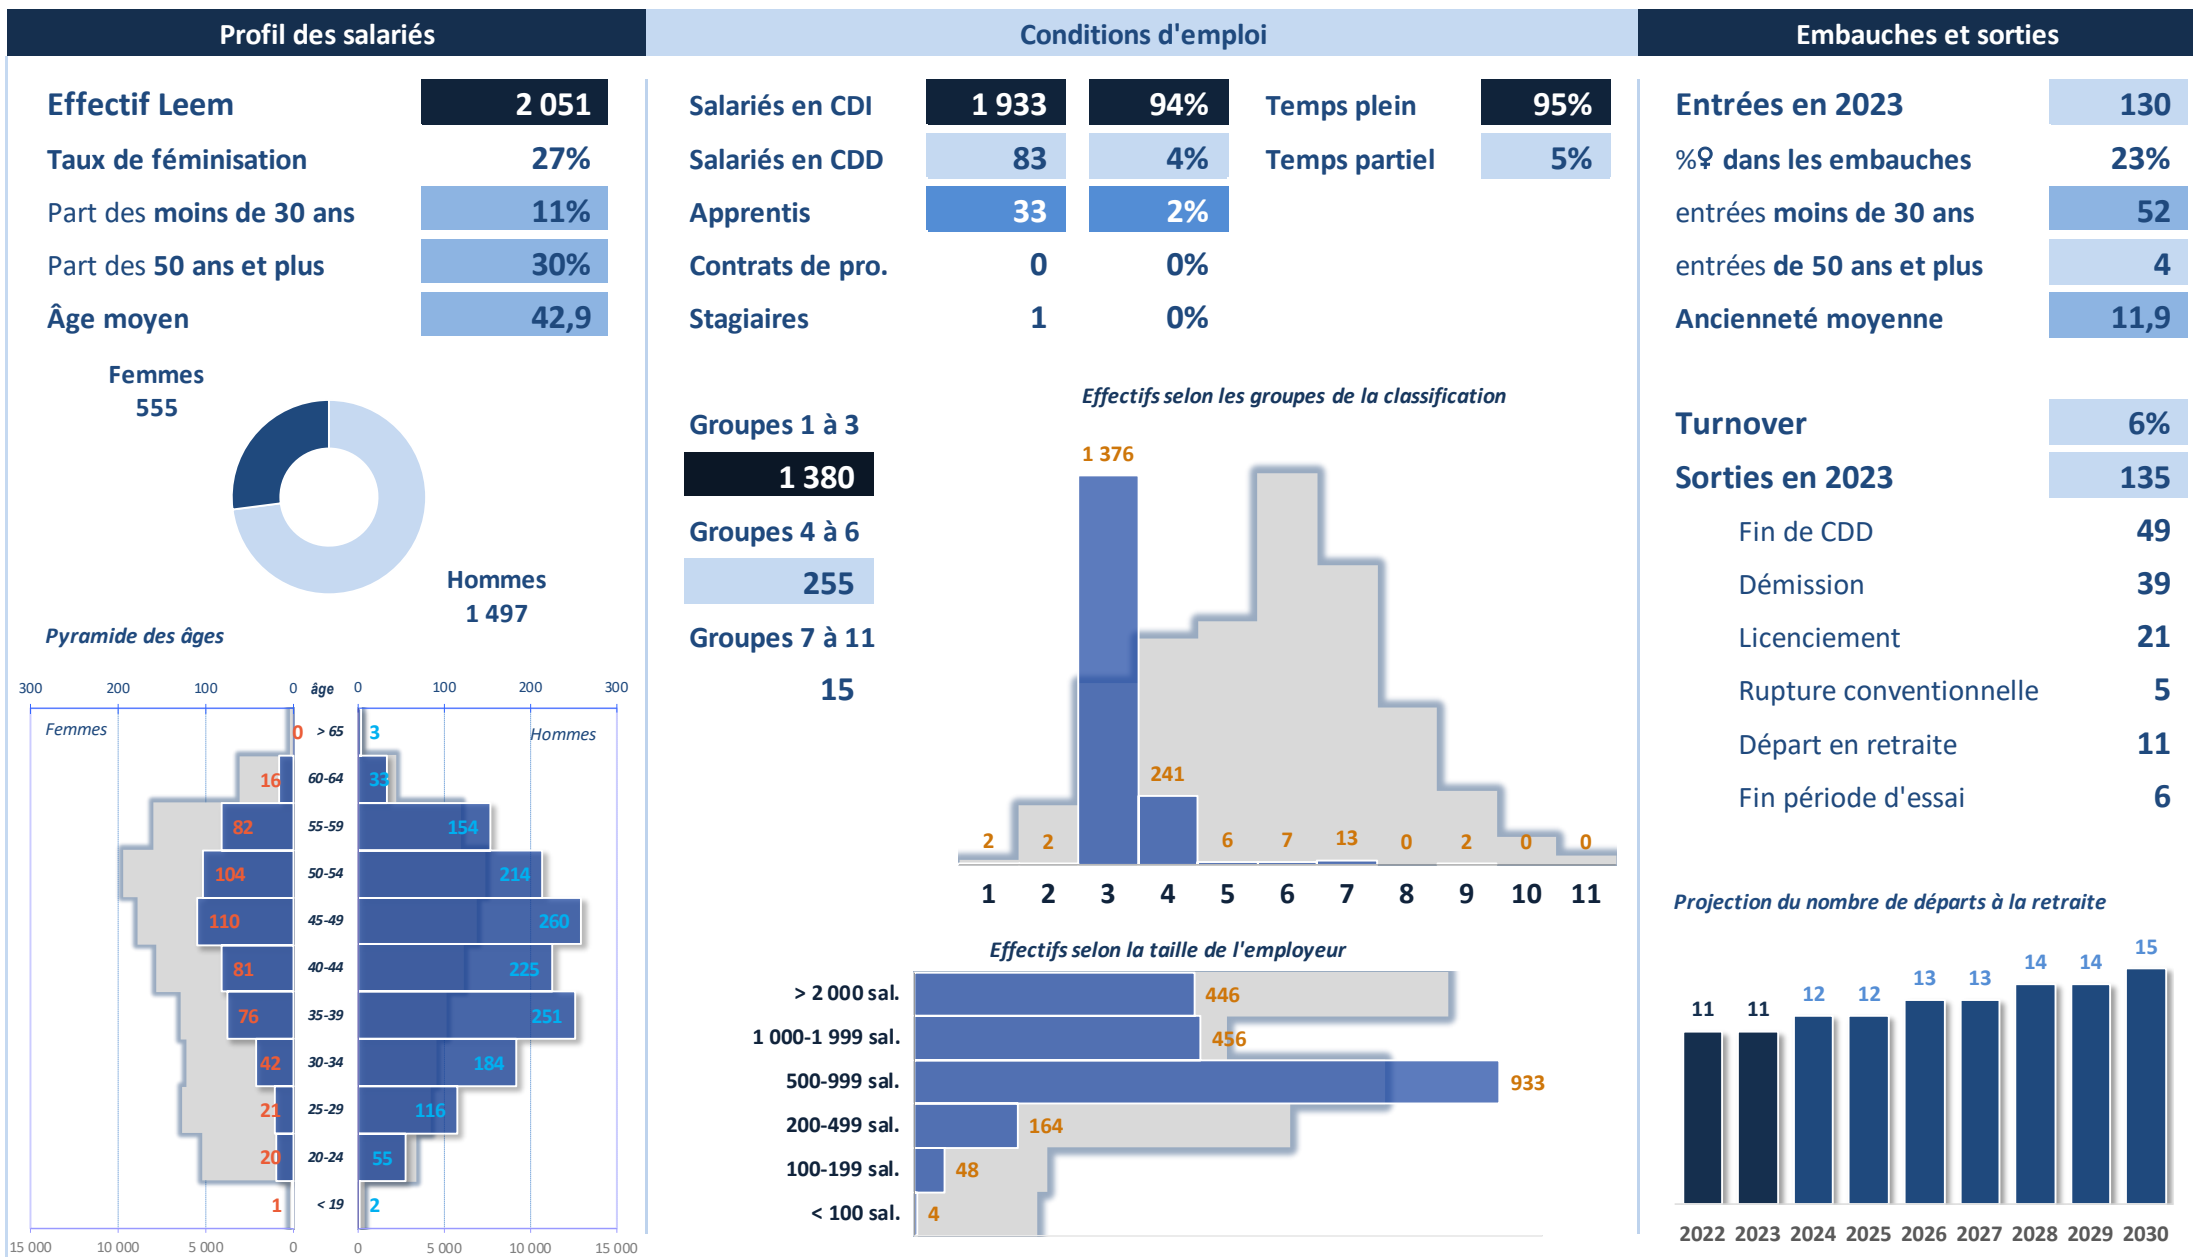 Profil des salariés
Effectif Leem 2 051
Taux de féminisation 27%
Part des moins de 30 ans 11%
Part des 50 ans et plus 30%
Âge moyen 42,9
Femmes
555
Hommes
1 497
Pyramide des âges
300 200 100 0 âge 0 100 200 300
Femmes Hommes
0 > 65 3
16 60-64 33
82 55-59 154
104 50-54 214
110 45-49 260
81 40-44 225
76 35-39 251
42 30-34 184
21 25-29 116
20 20-24 55
1 < 19 2
15 000 10 000 5 000 0 0 5 000 10 000 15 000
Conditions d'emploi
Salariés en CDI 1 933 94% Temps plein 95%
Salariés en CDD 83 4% Temps partiel 5%
Apprentis 33 2%
Contrats de pro. 0 0%
Stagiaires 1 0%
Groupes 1 à 3
1 380
Groupes 4 à 6
255
Groupes 7 à 11
15
Effectifs selon les groupes de la classification
1 376
241
2 2 6 7 13 0 2 0 0
1 2 3 4 5 6 7 8 9 10 11
Effectifs selon la taille de l'employeur
> 2 000 sal. 446
1 000-1 999 sal. 456
500-999 sal. 933
200-499 sal. 164
100-199 sal. 48
< 100 sal. 4
Embauches et sorties
Entrées en 2023 130
%♀ dans les embauches 23%
entrées moins de 30 ans 52
entrées de 50 ans et plus 4
Ancienneté moyenne 11,9
Turnover 6%
Sorties en 2023 135
Fin de CDD 49
Démission 39
Licenciement 21
Rupture conventionnelle 5
Départ en retraite 11
Fin période d'essai 6
Projection du nombre de départs à la retraite
11 11 12 12 13 13 14 14 15
2022 2023 2024 2025 2026 2027 2028 2029 2030